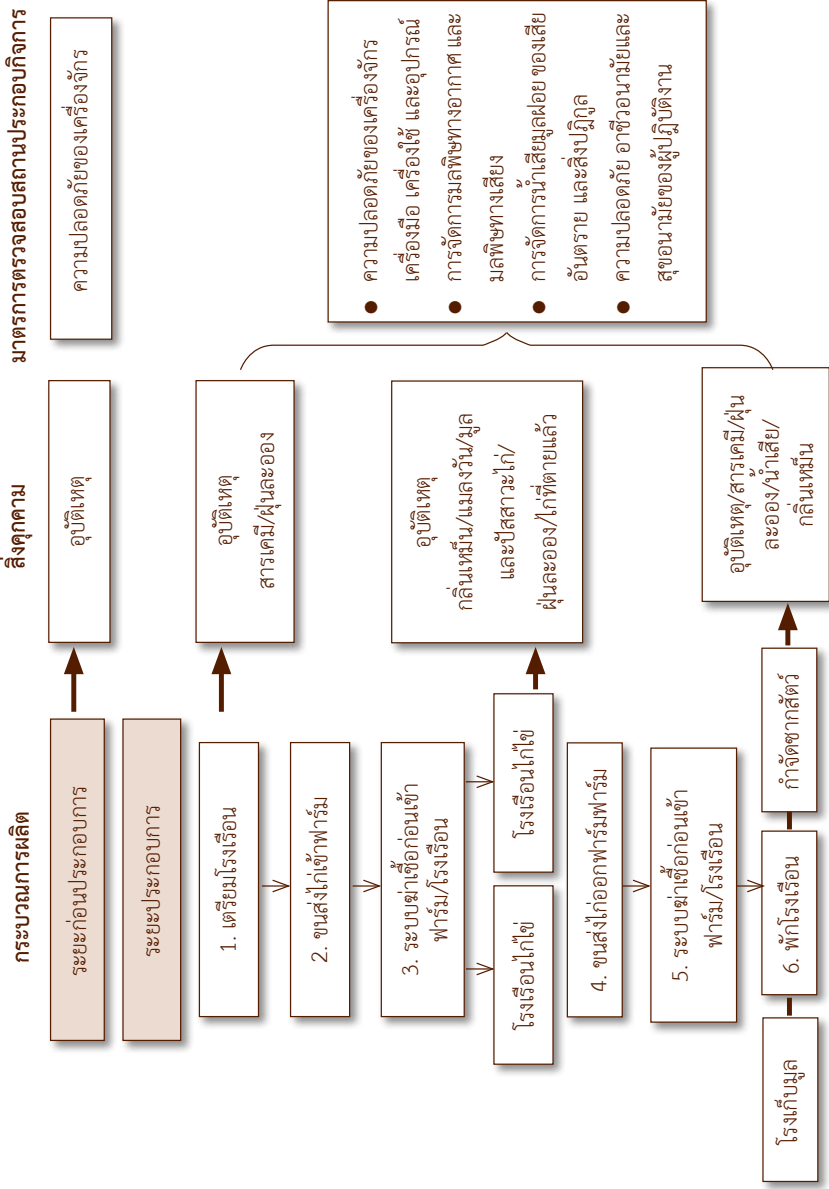 กระบวณการผลิต
สิ่งคุกคาม
มาตรการตรวจสอบสถานประกอบกิจการ
ระยะก่อนประกอบการ
อุบัติเหตุ
ความปลอดภัยของเครื่องจักร
ระยะประกอบการ
1. เตรียมโรงเรือน
อุบัติเหตุ
สารเคมี/ฝุ่นละออง
2. ขนส่งไก่เข้าฟาร์ม
3. ระบบฆ่าเชื้อก่อนเข้า
ฟาร์ม/โรงเรือน
โรงเรือนไก่ไข่
โรงเรือนไก่ไข่
อุบัติเหตุ
กลิ่นเหม็น/แมลงวัน/มูล
และปัสสาวะไก่/
ฝุ่นละออง/ไก่ที่ตายแล้ว
4. ขนส่งไก่ออกฟาร์มฟาร์ม
5. ระบบฆ่าเชื้อก่อนเข้า
ฟาร์ม/โรงเรือน
โรงเก็บมูล
6. พักโรงเรือน
กำจัดซากสัตว์
อุบัติเหตุ/สารเคมี/ฝุ่น
ละออง/น้ำเสีย/
กลิ่นเหม็น
● ความปลอดภัยของเครื่องจักร
เครื่องมือ เครื่องใช้ และอุปกรณ์
● การจัดการมลพิษทางอากาศ และ
มลพิษทางเสียง
● การจัดการน้ำเสียมูลฝอย ของเสีย
อันตราย และสิ่งปฏิกูล
● ความปลอดภัย อาชีวอนามัยและ
สุขอนามัยของผู้ปฏิบัติงาน